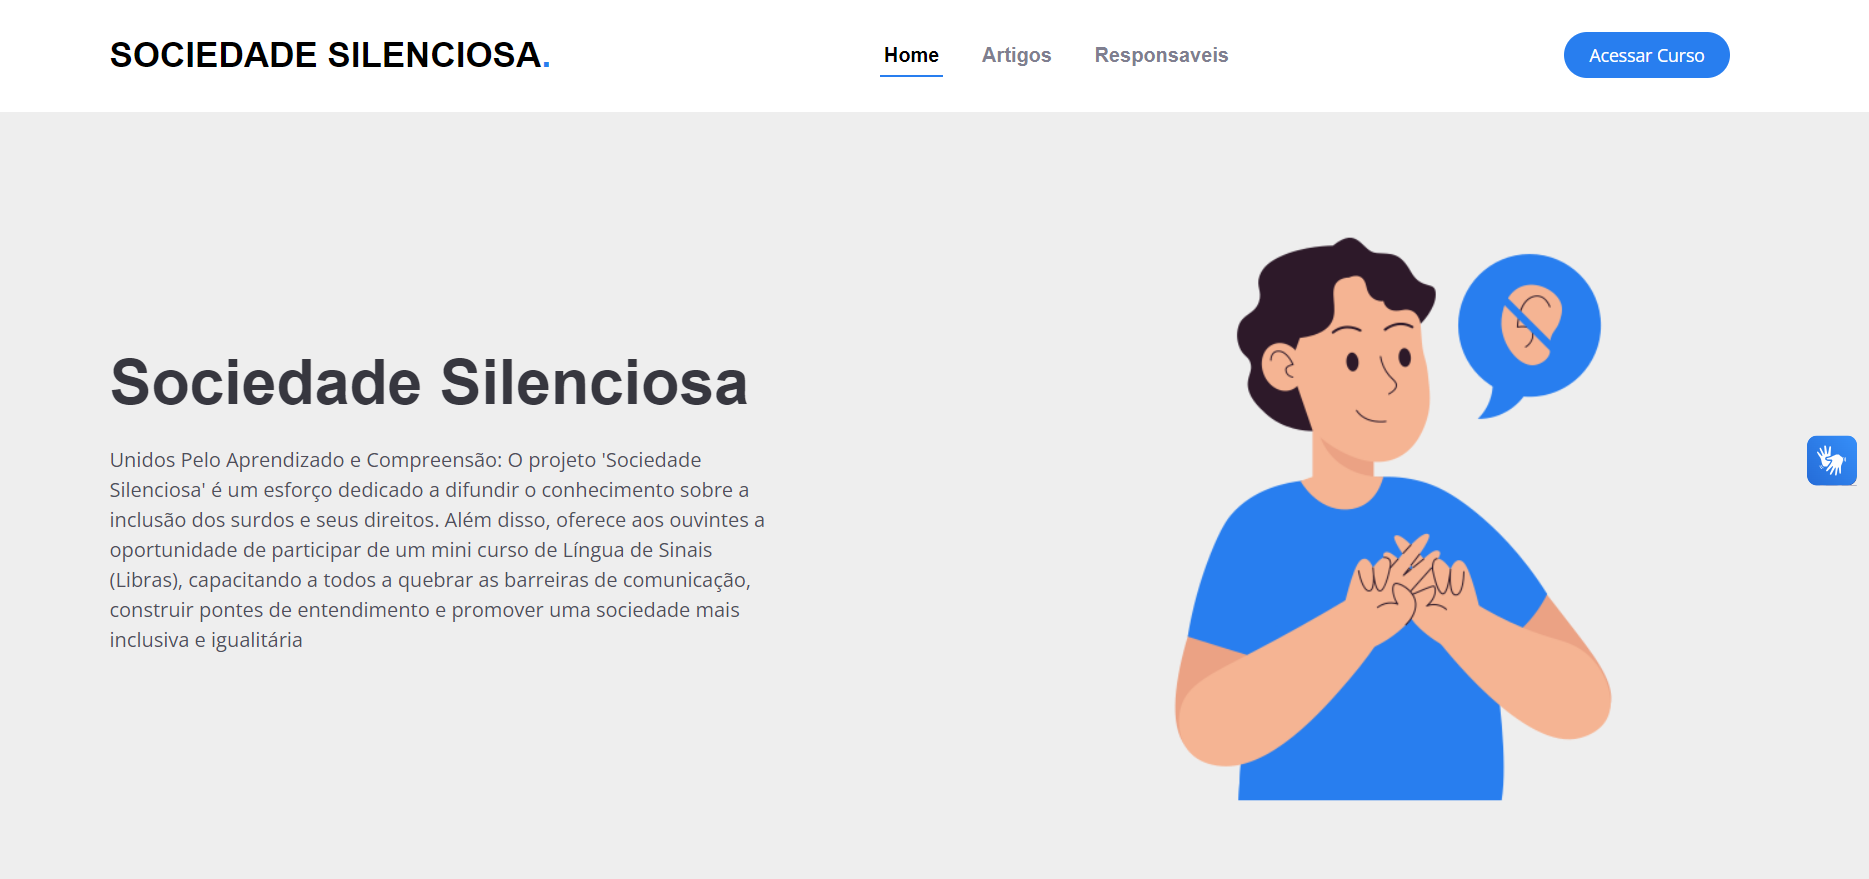 SOCIEDADE SILENCIOSA.
Home
Artigos
Responsaveis
Acessar Curso
Sociedade Silenciosa
Unidos Pelo Aprendizado e Compreensão: O projeto 'Sociedade
Silenciosa' é um esforço dedicado a difundir o conhecimento sobre a
inclusão dos surdos e seus direitos. Além disso, oferece aos ouvintes a
oportunidade de participar de um mini curso de Língua de Sinais
(Libras), capacitando a todos a quebrar as barreiras de comunicação,
construir pontes de entendimento e promover uma sociedade mais
inclusiva e igualitária